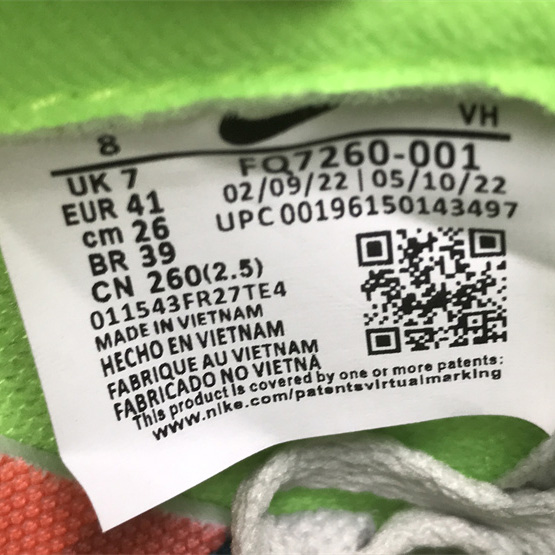 VH
8
UK 7
EUR 41
cm 26
BR 39
CN 260(2.5)
FQ7260-001
02/09/22 | 05/10/22
UPC 00196150143497
011543FR27TE4
MADE IN VIETNAM
HECHO EN VIETNAM
FABRIQUE AU VIETNAM
FABRICADO NO VIETNA
This product is covered by one or more patents:
www.nike.com/patentsvirtualmarking